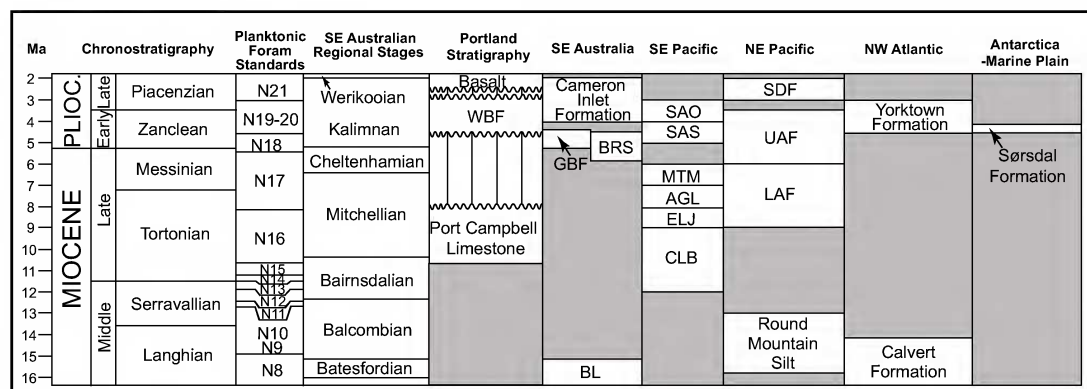 Ma
Chronostratigraphy
Planktonic
Foram
Standards
SE Australian
Regional Stages
Portland
Stratigraphy
SE Australia
SE Pacific
NE Pacific
NW Atlantic
Antarctica
-Marine Plain
2
3
4
5
6
7
8
9
10
11
12
13
14
15
16
PLIOC.
MIOCENE
Late
Early
Late
Middle
Piacenzian
Zanclean
Messinian
Tortonian
Serravallian
Langhian
N21
N19-20
N18
N17
N16
N15
N14
N13
N12
N11
N10
N9
N8
Werikooian
Kalimnan
Cheltenhamian
Mitchellian
Bairnsdalian
Balcombian
Batesfordian
Basalt
WBF
Port Campbell
Limestone
Cameron
Inlet
Formation
GBF
BRS
BL
SAO
SAS
MTM
AGL
ELJ
CLB
SDF
UAF
LAF
Round
Mountain
Silt
Yorktown
Formation
Calvert
Formation
Sørsdal
Formation